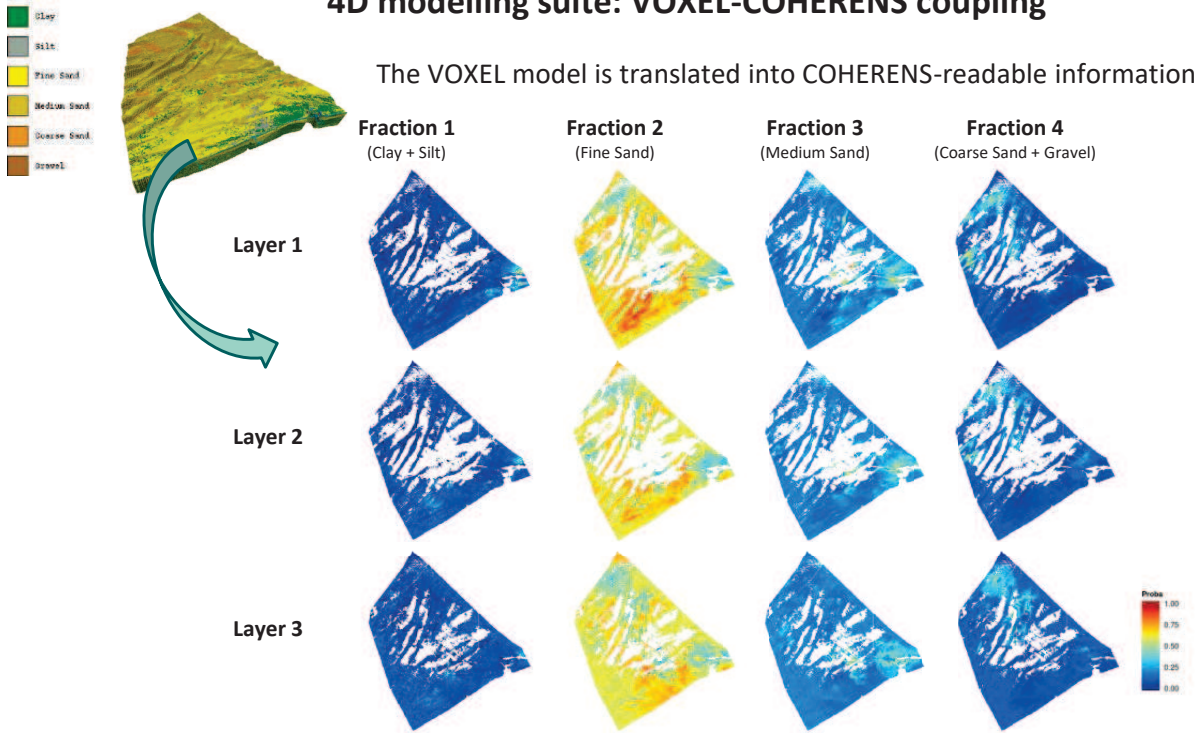 4D modelling suite: VOXEL-COHERENS coupling
Clay
Silt
Fine Sand
Medium Sand
Coarse Sand
Gravel
The VOXEL model is translated into COHERENS-readable information
Fraction 1
(Clay + Silt)
Fraction 2
(Fine Sand)
Fraction 3
(Medium Sand)
Fraction 4
(Coarse Sand + Gravel)
Layer 1
Layer 2
Layer 3
Proba
1.00
0.75
0.50
0.25
0.00